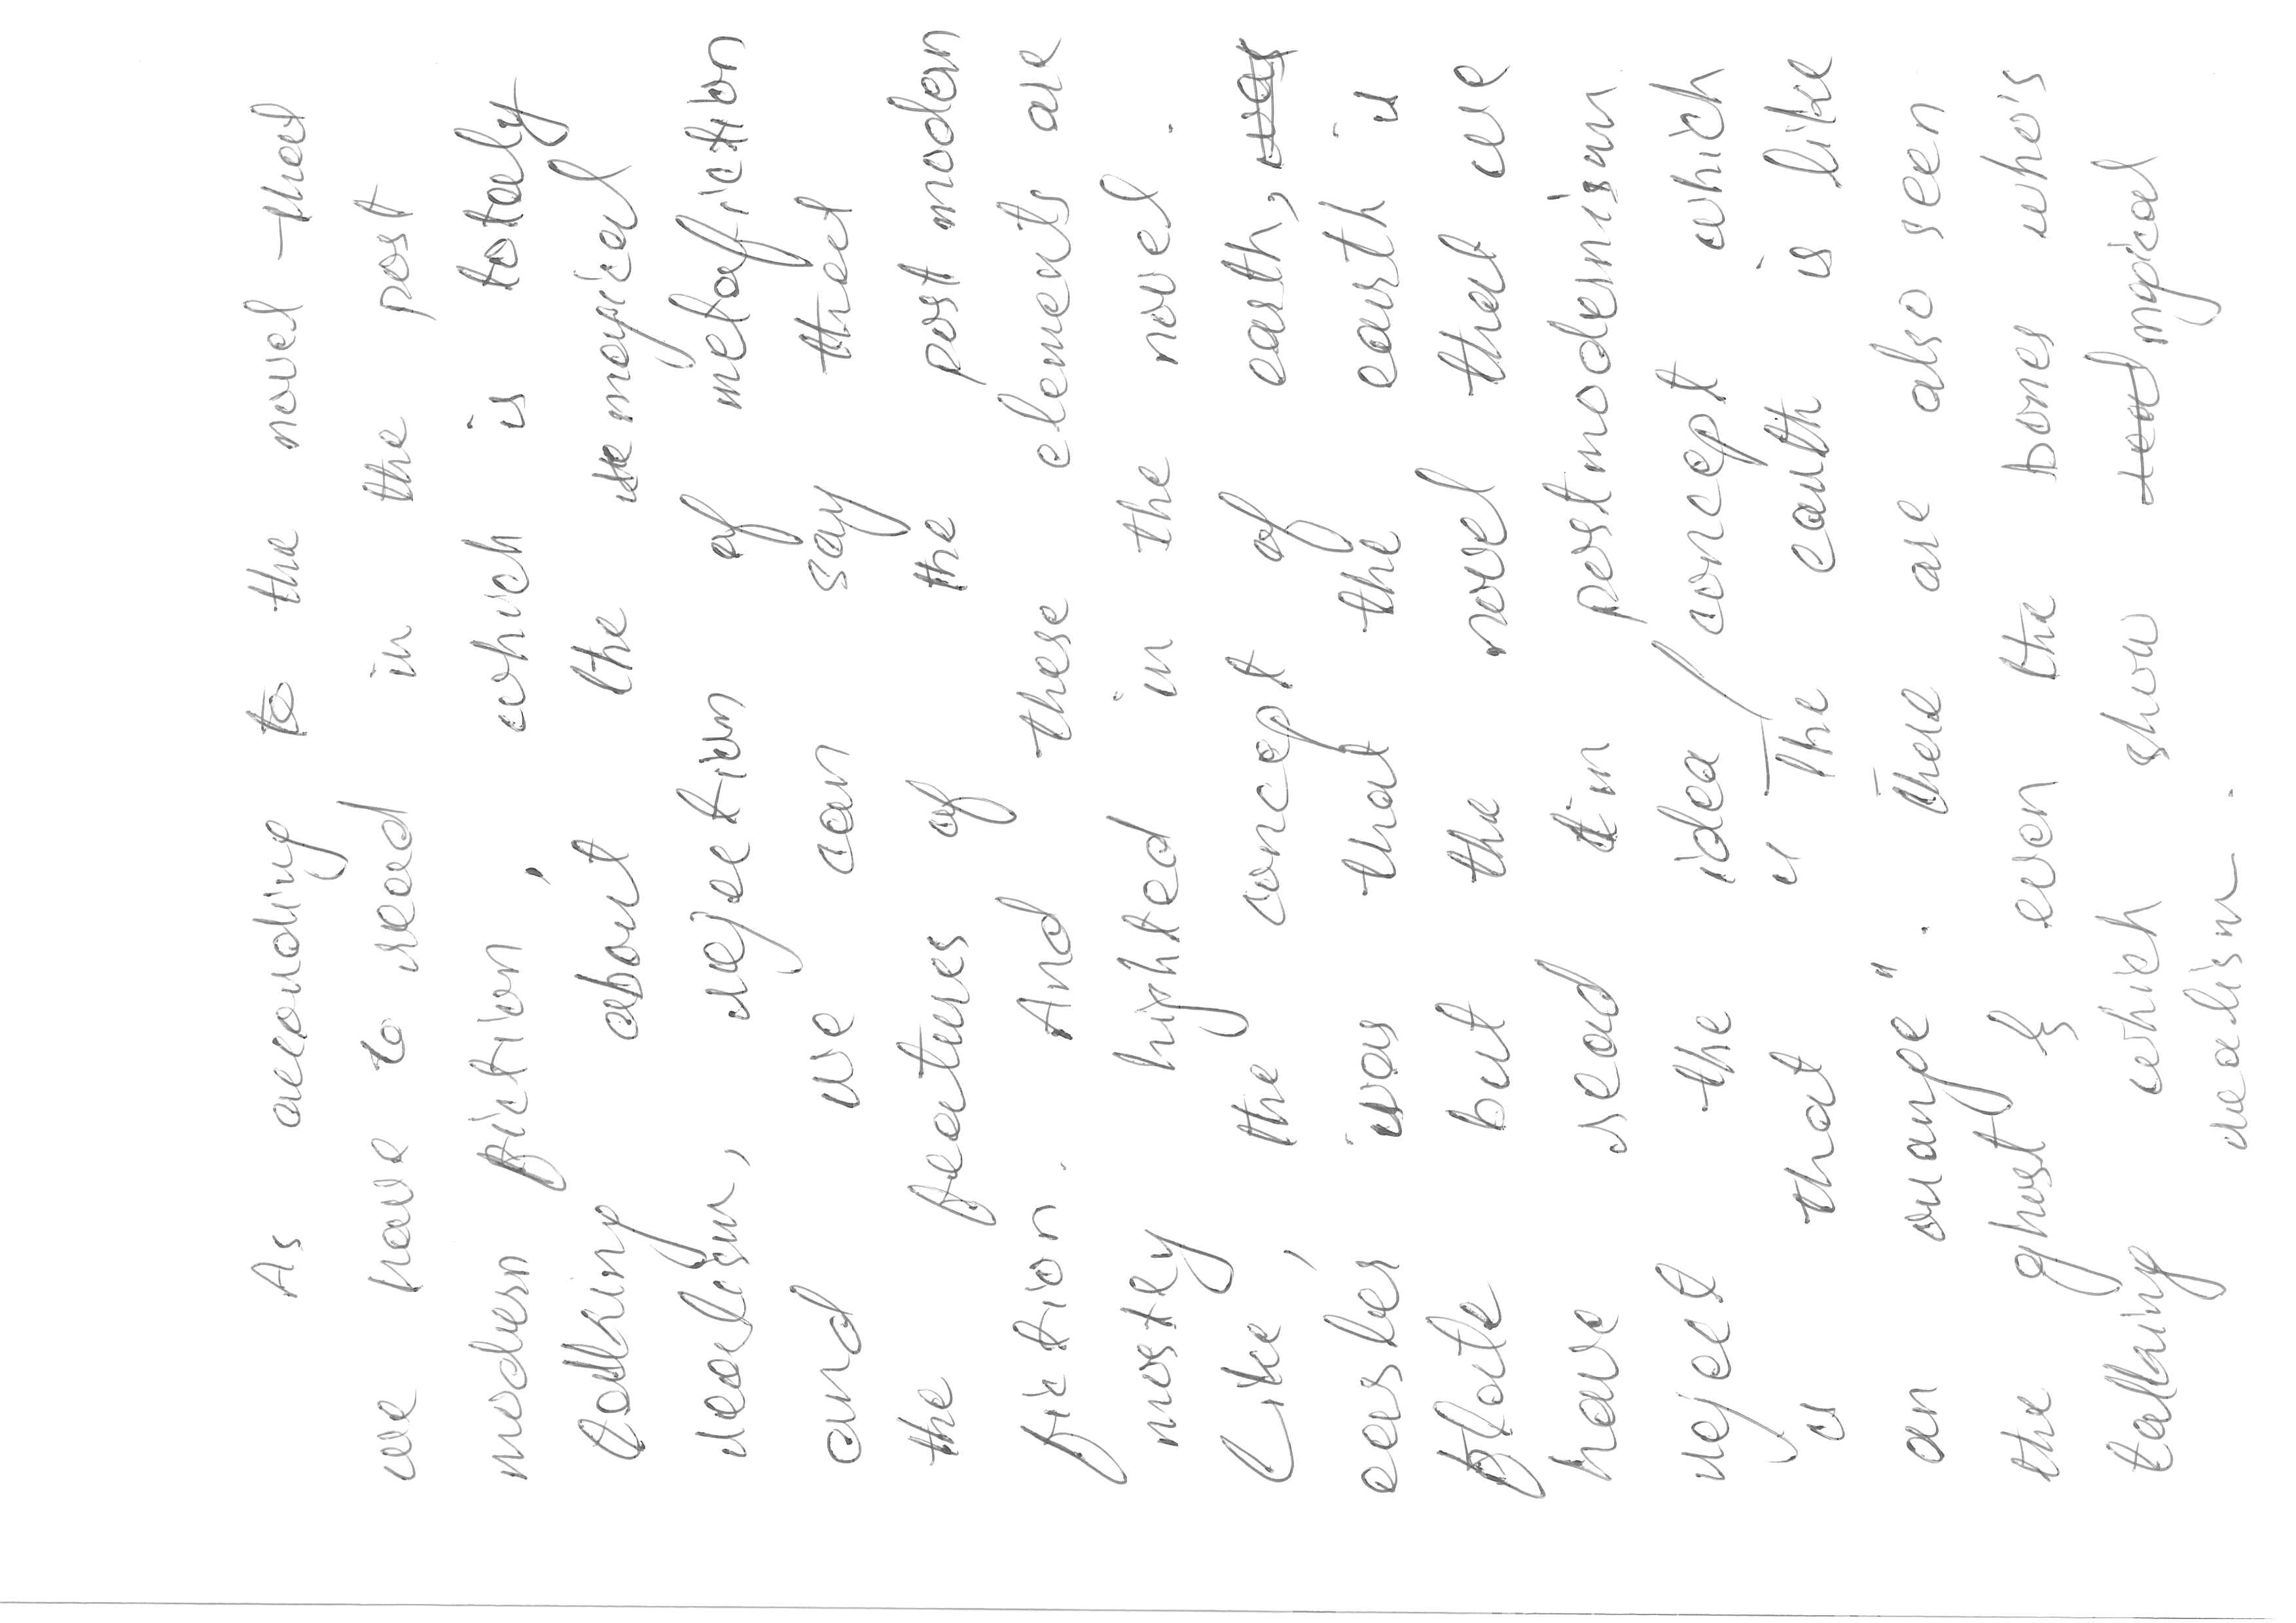 As according to the novel that
we have to read in the post
modern fiction, which is totaly
talking about the magical
realism, rejection of metafiction
and we can say that
the features of the post modern
fiction. And these elements are
mostly highted in the novel.
Like, the concept of earth, was
easler was that the earth is
flate but the novel that we
have read in postmodernism
reject the idea / concept which
is that "The earth is like
an orange". There are also seen
the ghost & even the bones who's
talking which show real mgical
realism.